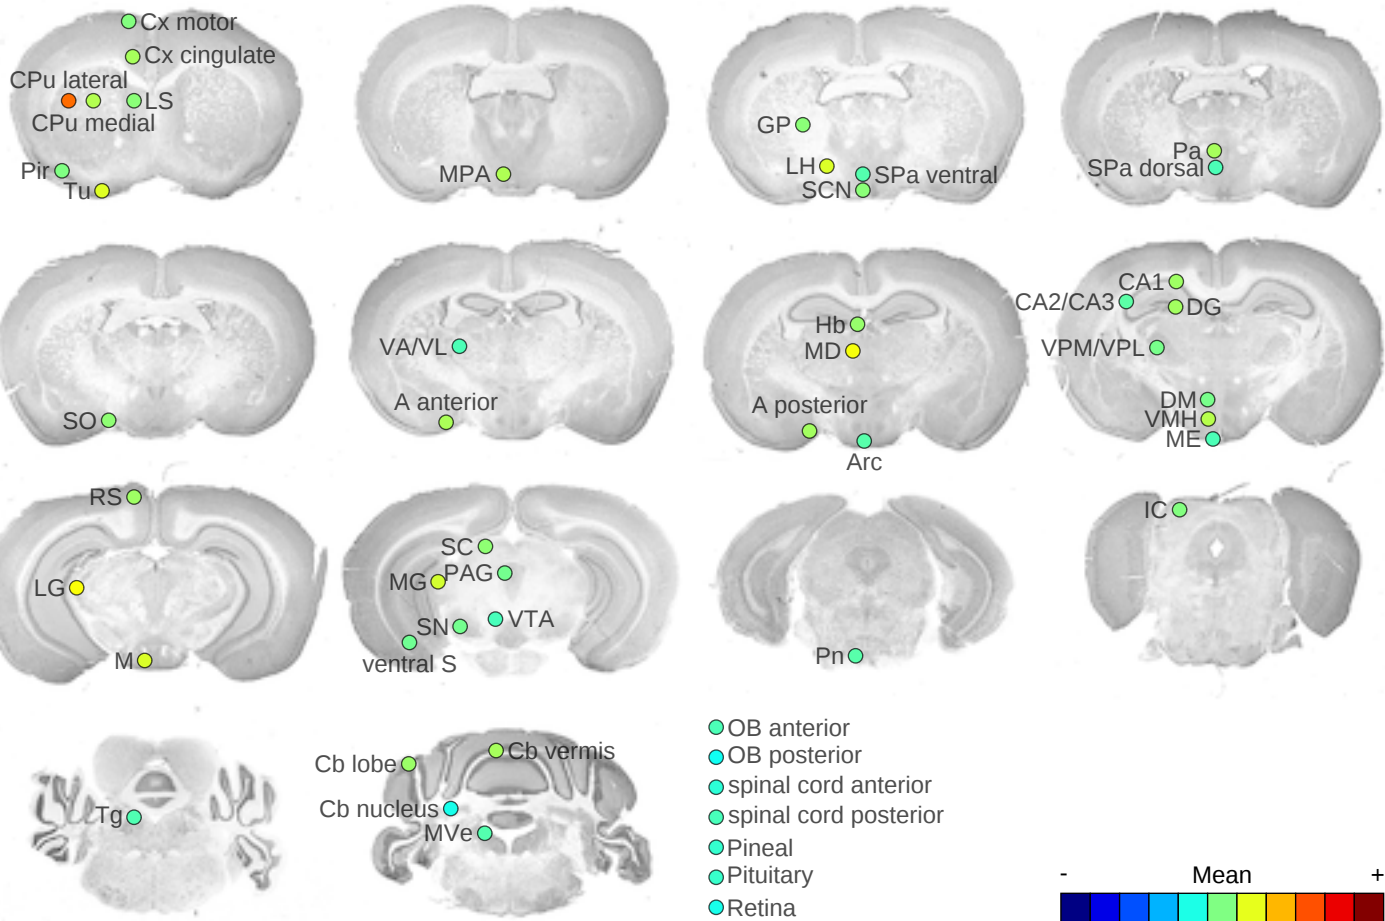 Cx motor
Cx cingulate
CPu lateral
LS
CPu medial
Pir
Tu
MPA
GP
LH
SPa ventral
SCN
Pa
SPa dorsal
SO
VA/VL
A anterior
Hb
MD
A posterior
Arc
CA1
CA2/CA3
DG
VPM/VPL
DM
VMH
ME
RS
LG
M
SC
PAG
MG
SN
VTA
ventral S
Pn
IC
Tg
Cb lobe
Cb vermis
Cb nucleus
MVe
OB anterior
OB posterior
spinal cord anterior
spinal cord posterior
Pineal
Pituitary
Retina
- Mean +